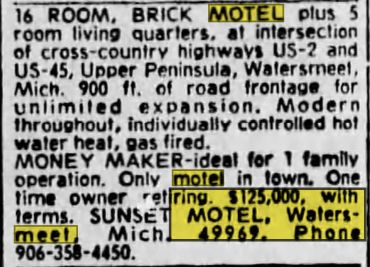 16 ROOM, BRICK MOTEL plus 5
room living quarters, at intersection
of cross-country highways US-2 and
US-45, Upper Peninsula, Watersmeet,
Mich. 900 ft. of road frontage for
unlimited expansion. Modern
throughout, individually controlled hot
water heat, gas fired.
MONEY MAKER-ideal for 1 family
operation. Only motel in town. One
time owner retiring. $125,000, with
terms. SUNSET MOTEL, Waters-
meet, Mich. 49969. Phone
906-358-4450.